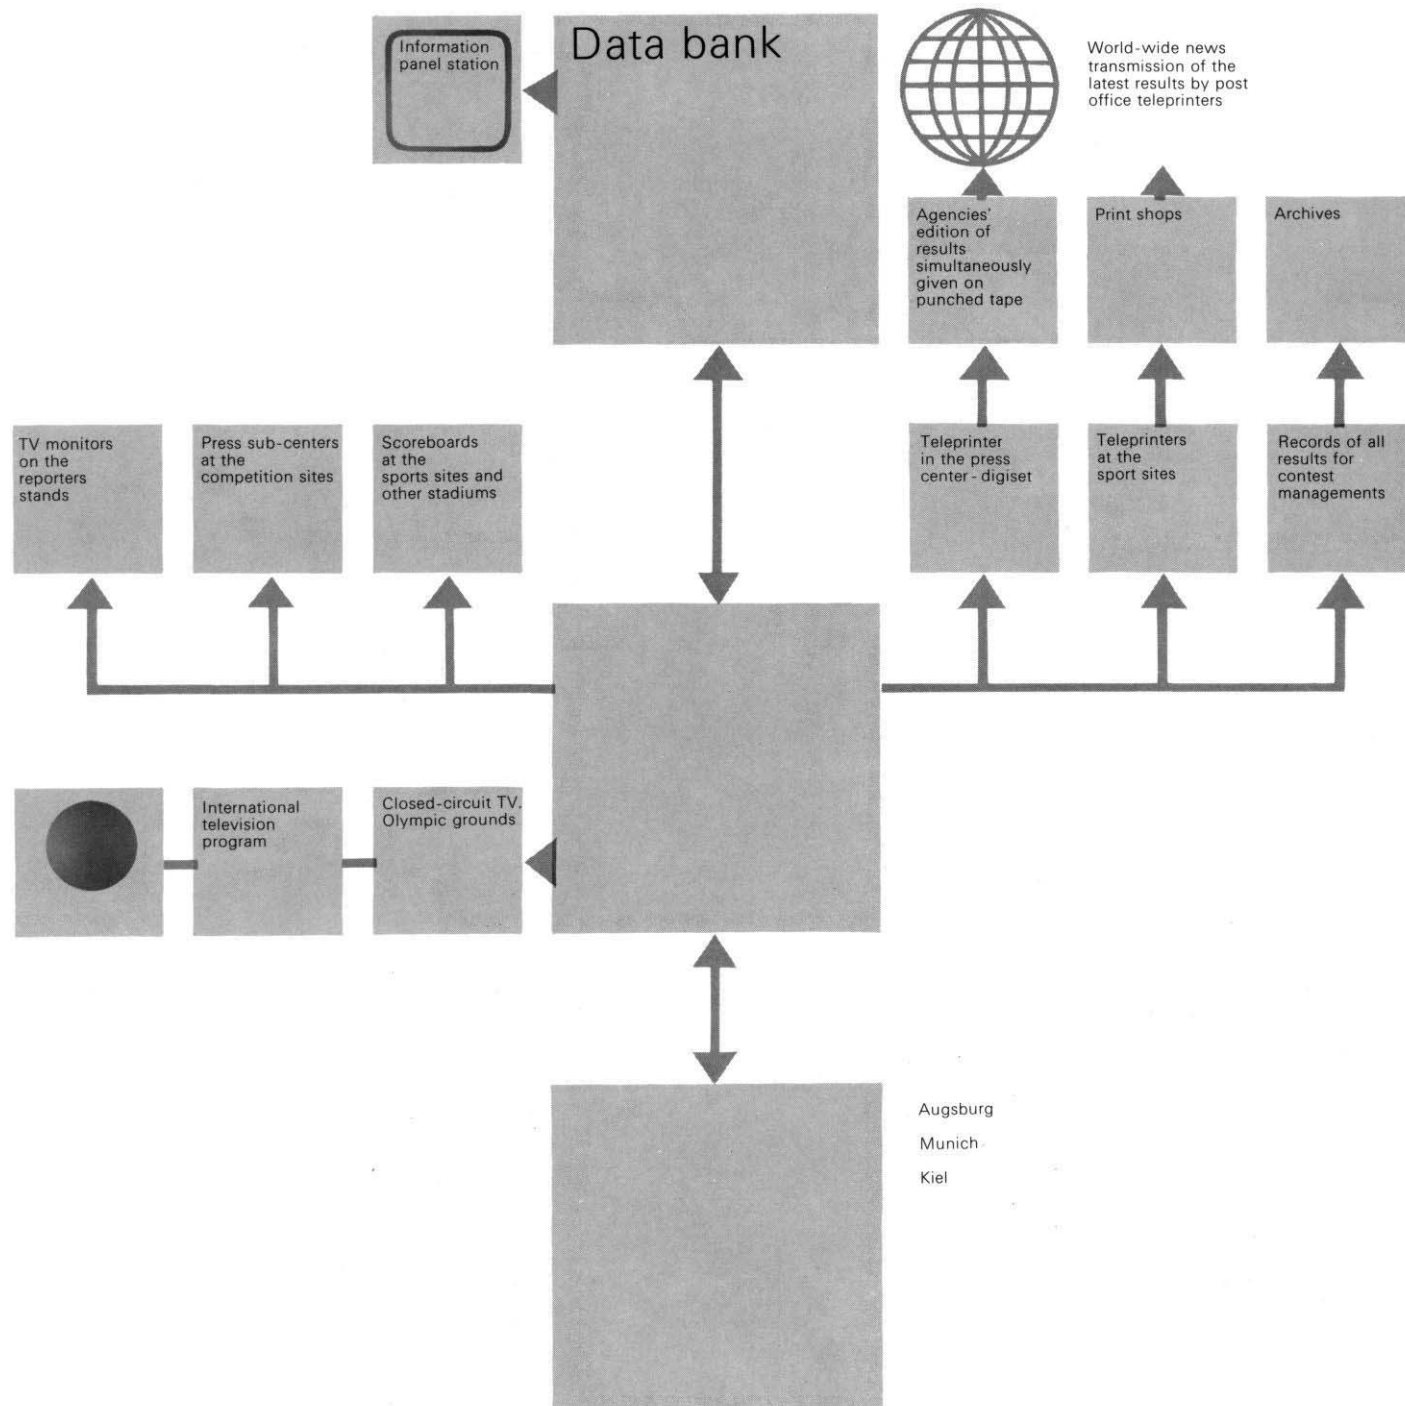 Information
panel station
Data bank
World-wide news
transmission of the
latest results by post
office teleprinters
Agencies'
edition of
results
simultaneously
given on
punched tape
Print shops
Archives
TV monitors
on the
reporters
stands
Press sub-centers
at the
competition sites
Scoreboards
at the
sports sites and
other stadiums
Teleprinter
in the press
center - digiset
Teleprinters
at the
sport sites
Records of all
results for
contest
managements
International
television
program
Closed-circuit TV.
Olympic grounds
Augsburg
Munich
Kiel